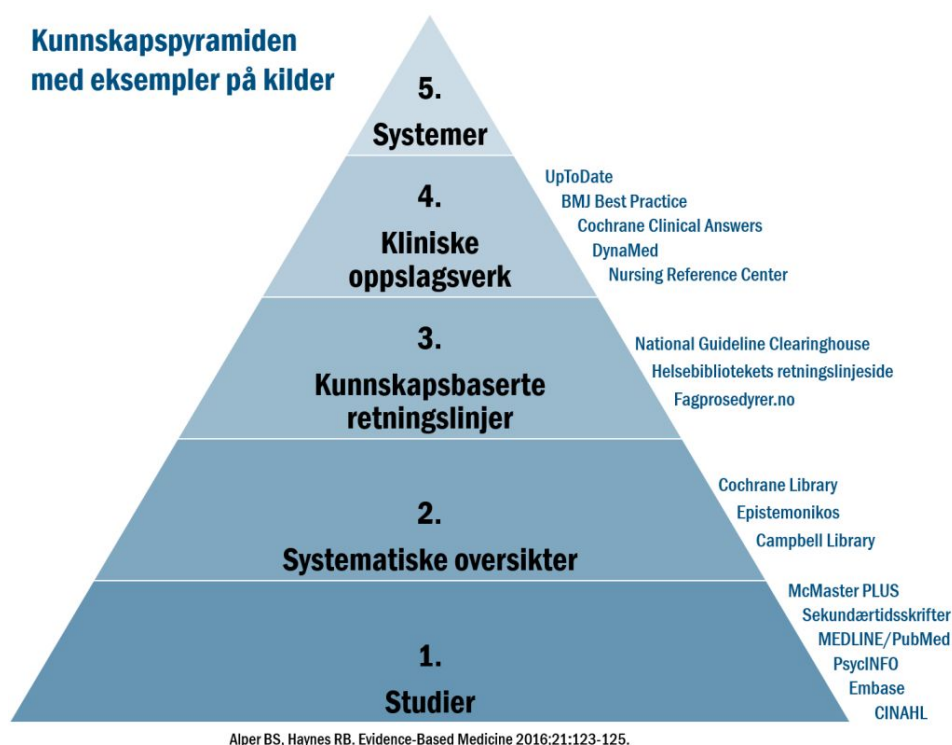 Kunnskapspyramiden
med eksempler på kilder
5.
Systemer
4.
Kliniske
oppslagsverk
UpToDate
BMJ Best Practice
Cochrane Clinical Answers
DynaMed
Nursing Reference Center
3.
Kunnskapsbaserte
retningslinjer
National Guideline Clearinghouse
Helsebibliotekets retningslinjeside
Fagprosedyrer.no
2.
Systematiske oversikter
Cochrane Library
Epistemonikos
Campbell Library
1.
Studier
McMaster PLUS
Sekundærtidsskrifter
MEDLINE/PubMed
PsycINFO
Embase
CINAHL
Alper BS, Haynes RB. Evidence-Based Medicine 2016;21:123-125.